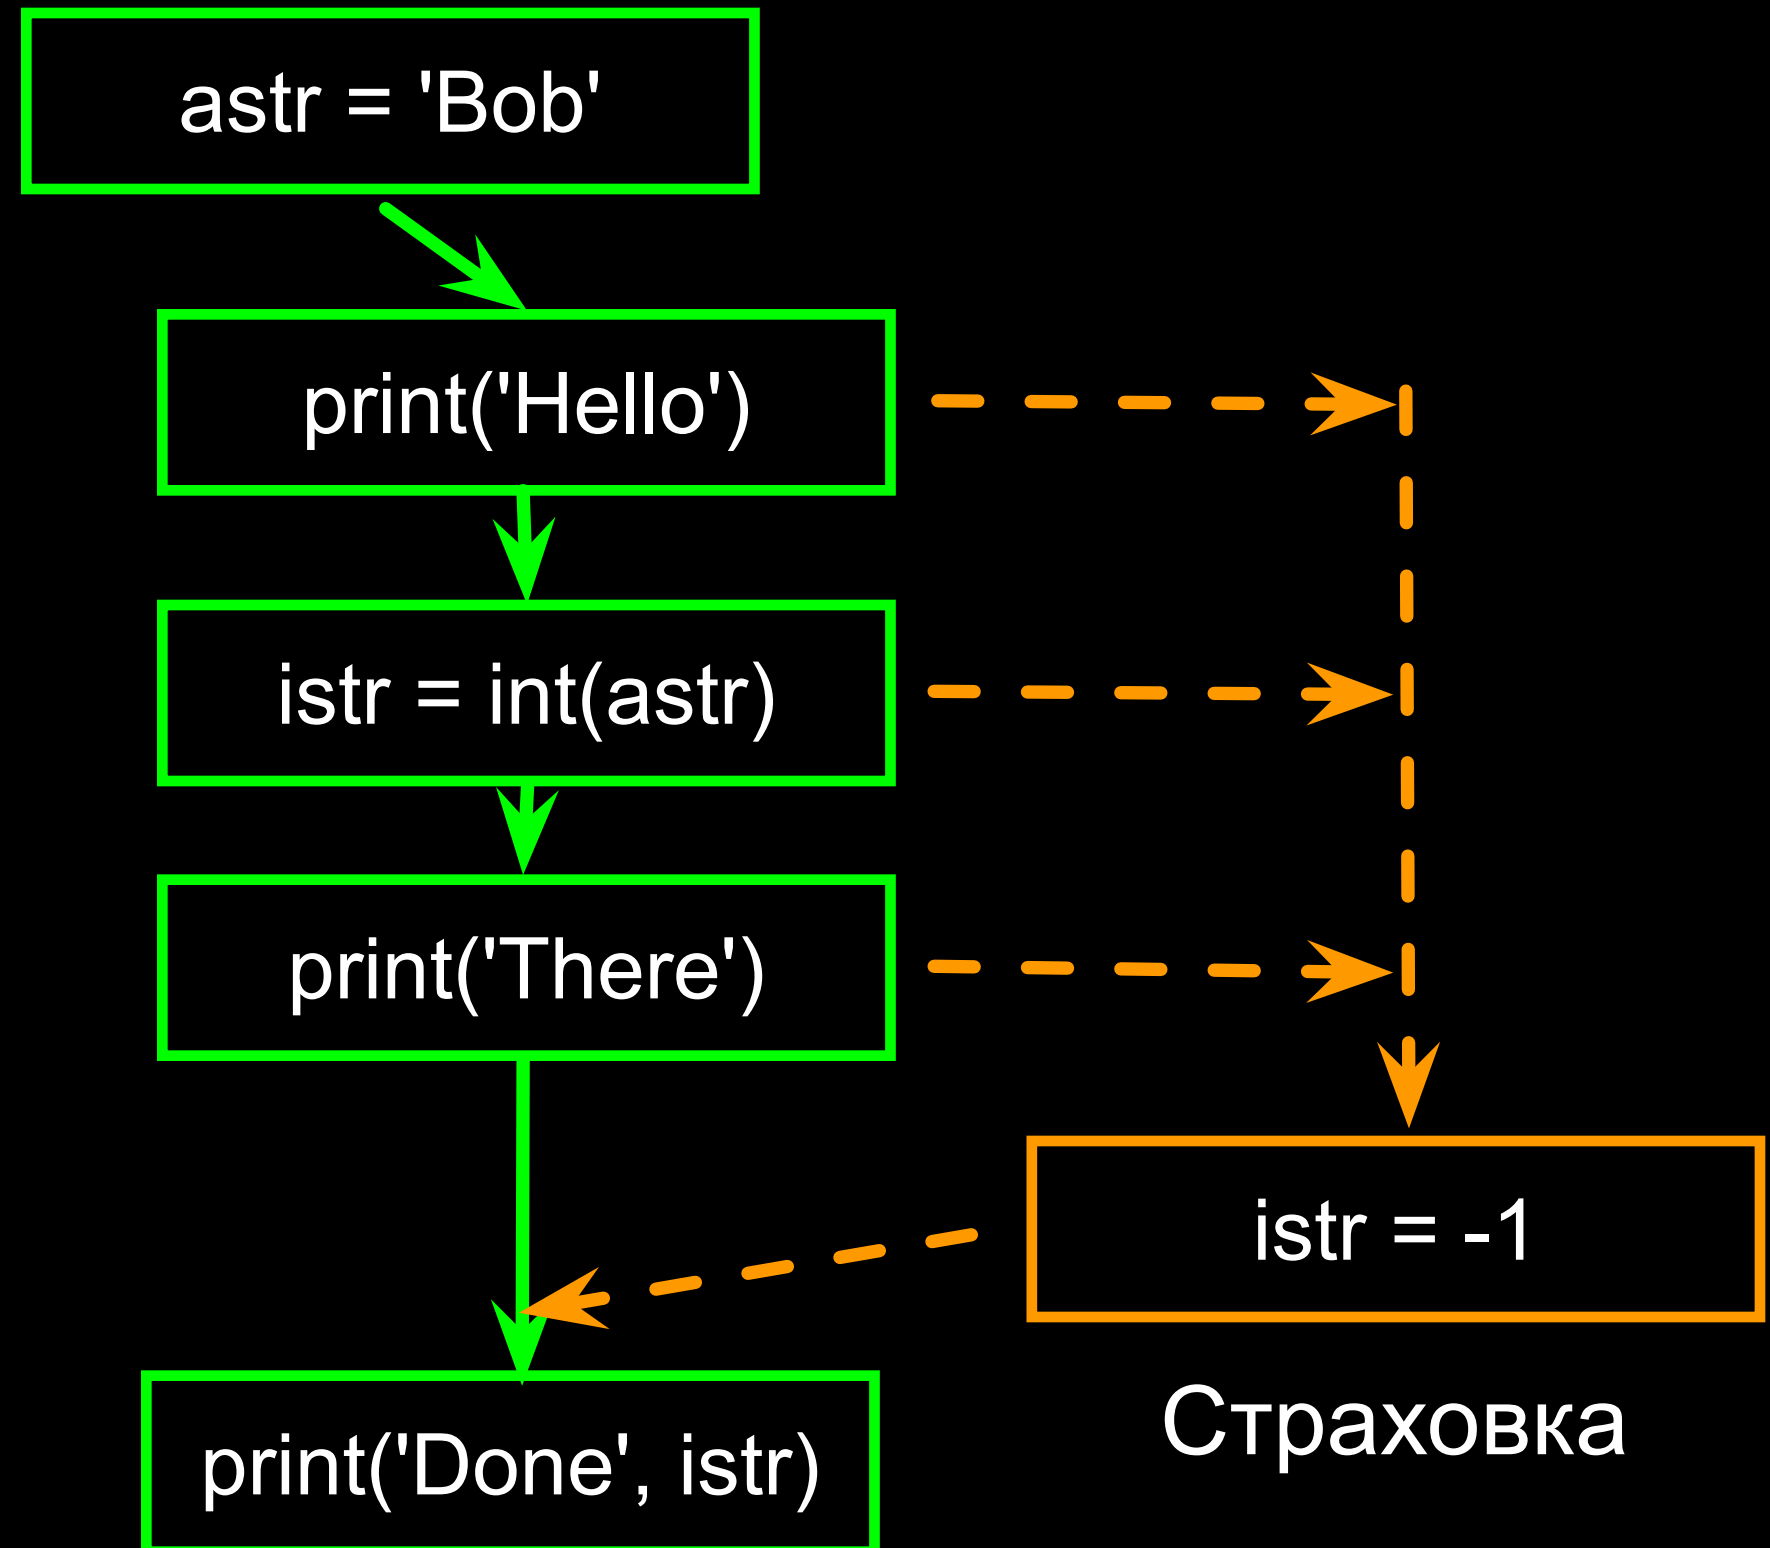 astr = 'Bob'
print('Hello')
istr = int(astr)
print('There')
istr = -1
Страховка
print('Done', istr)